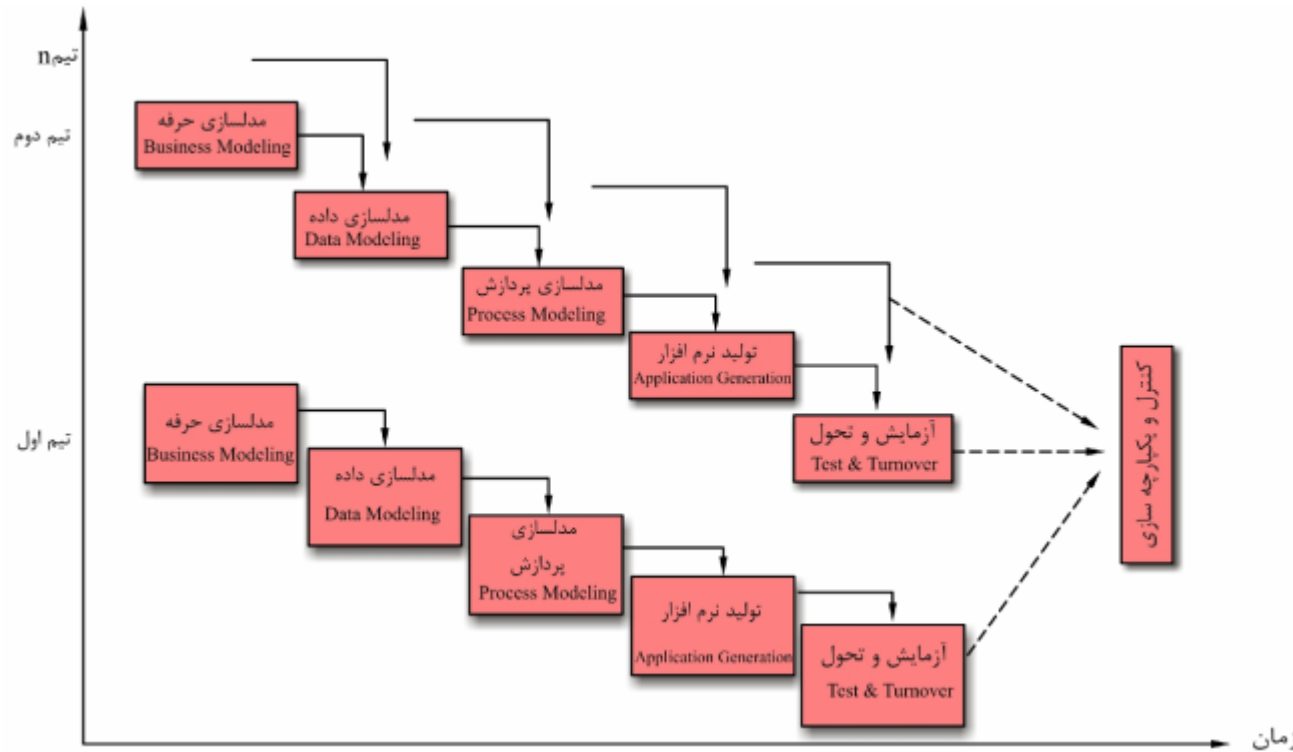 تیمn
مدلسازی حرفه
Business Modeling
تیم دوم
مدلسازی داده
Data Modeling
مدلسازی پردازش
Process Modeling
تولید نرم افزار
Application Generation
آزمایش و تحول
Test & Turnover
کنترل و یکپارچه سازی
تیم اول
مدلسازی حرفه
Business Modeling
مدلسازی داده
Data Modeling
مدلسازی
پردازش
Process Modeling
تولید نرم افزار
Application Generation
آزمایش و تحول
Test & Turnover
زمان